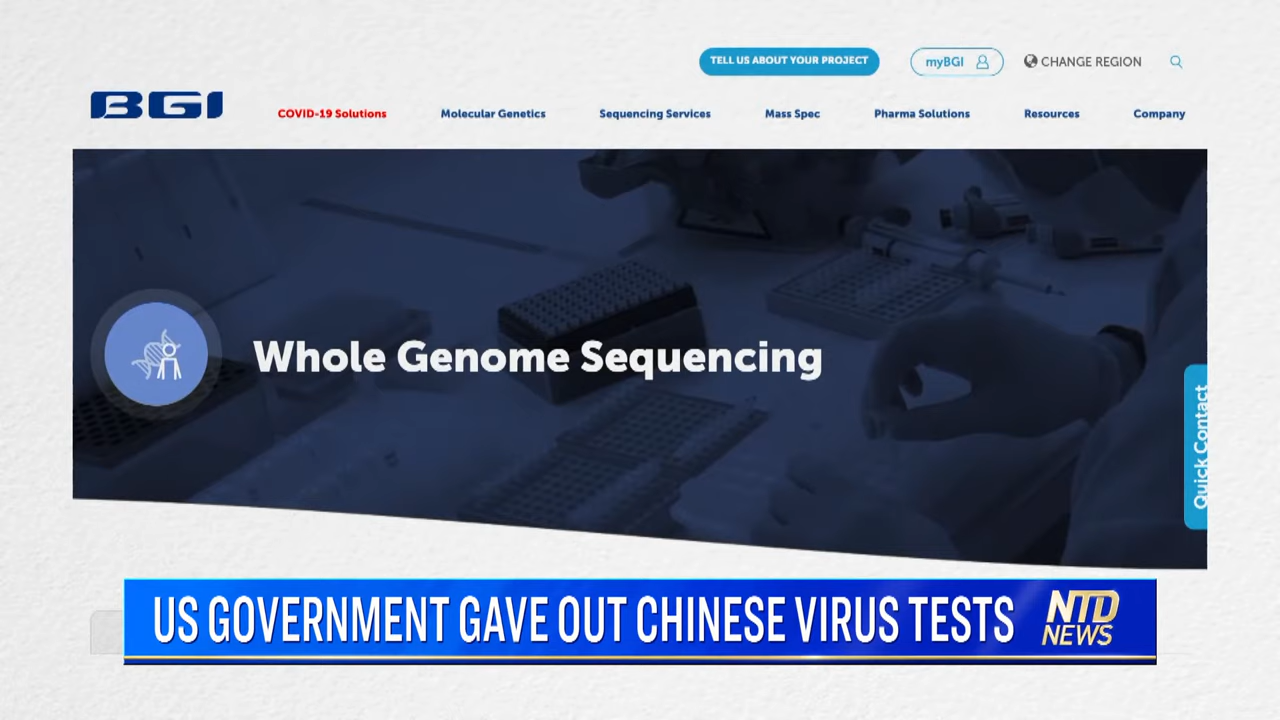 TELL US ABOUT YOUR PROJECT
myBGI
CHANGE REGION
BGI
COVID-19 Solutions
Molecular Genetics
Sequencing Services
Mass Spec
Pharma Solutions
Resources
Company
Whole Genome Sequencing
Quick Contact
US GOVERNMENT GAVE OUT CHINESE VIRUS TESTS
NTD
NEWS